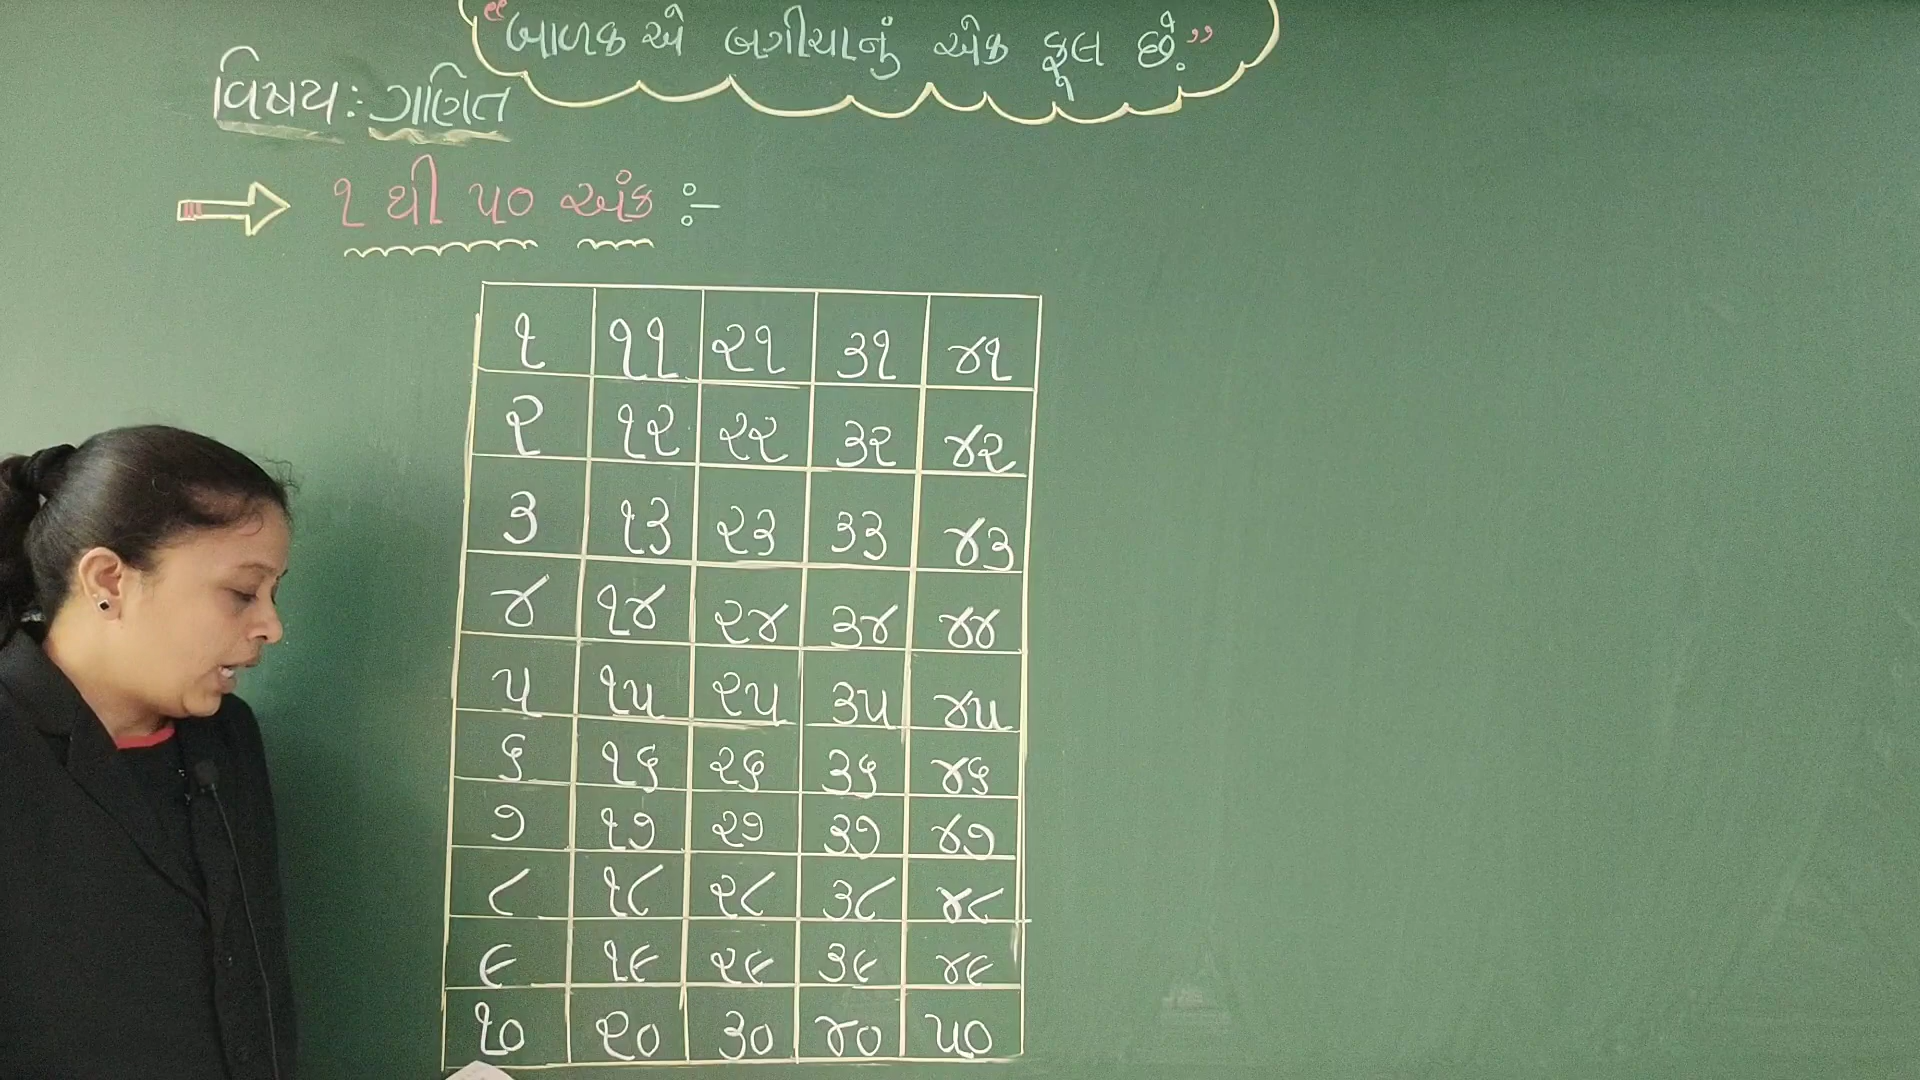 “બાળક એ બગીચાનું એક ફૂલ છે.”
વિષય : ગણિત
૧ થી ૫૦ અંક :-
૧ ૧૧ ૨૧ ૩૧ ૪૧
૨ ૧૨ ૨૨ ૩૨ ૪૨
૩ ૧૩ ૨૩ ૩૩ ૪૩
૪ ૧૪ ૨૪ ૩૪ ૪૪
૫ ૧૫ ૨૫ ૩૫ ૪૫
૬ ૧૬ ૨૬ ૩૬ ૪૬
૭ ૧૭ ૨૭ ૩૭ ૪૭
૮ ૧૮ ૨૮ ૩૮ ૪૮
૯ ૧૯ ૨૯ ૩૯ ૪૯
૧૦ ૨૦ ૩૦ ૪૦ ૫૦